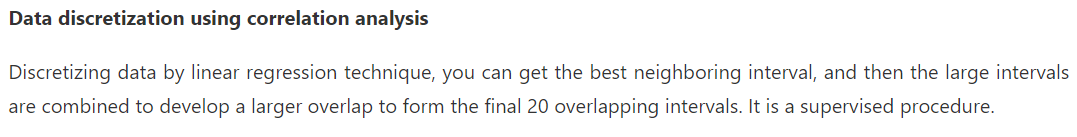 Data discretization using correlation analysis
Discretizing data by linear regression technique, you can get the best neighboring interval, and then the large intervals
are combined to develop a larger overlap to form the final 20 overlapping intervals. It is a supervised procedure.